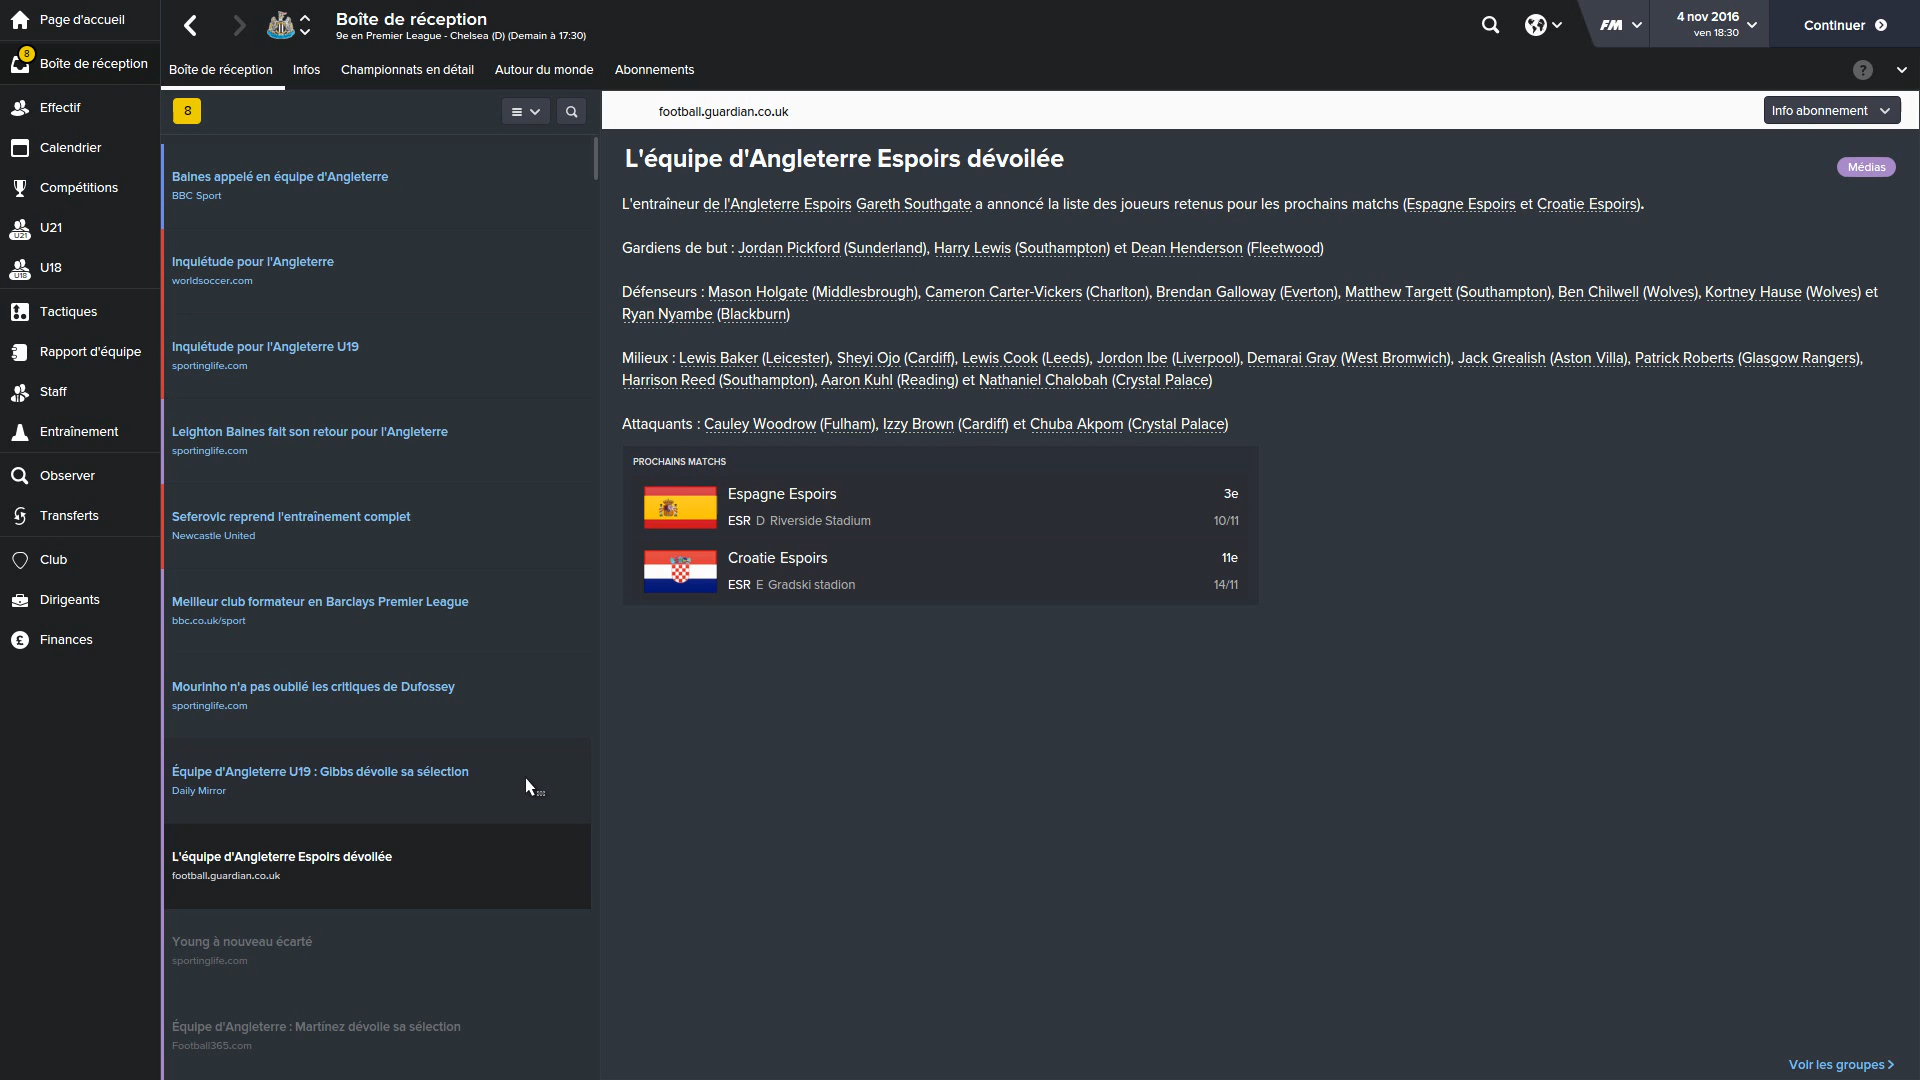 Page d'accueil
8
Boîte de réception
Effectif
Calendrier
Compétitions
U21
U21
U18
U18
Tactiques
Rapport d'équipe
Staff
Entraînement
Observer
Transferts
Club
Dirigeants
Finances
Boîte de réception
9e en Premier League - Chelsea (D) (Demain à 17:30)
FM
4 nov 2016
ven 18:30
Continuer
Boîte de réception
Infos
Championnats en détail
Autour du monde
Abonnements
?
8
Baines appelé en équipe d'Angleterre
BBC Sport
Inquiétude pour l'Angleterre
worldsoccer.com
Inquiétude pour l'Angleterre U19
sportinglife.com
Leighton Baines fait son retour pour l'Angleterre
sportinglife.com
Seferovic reprend l'entraînement complet
Newcastle United
Meilleur club formateur en Barclays Premier League
bbc.co.uk/sport
Mourinho n'a pas oublié les critiques de Dufossey
sportinglife.com
Équipe d'Angleterre U19 : Gibbs dévoile sa sélection
Daily Mirror
L'équipe d'Angleterre Espoirs dévoilée
football.guardian.co.uk
Young à nouveau écarté
sportinglife.com
Équipe d'Angleterre : Martínez dévoile sa sélection
Football365.com
football.guardian.co.uk
Info abonnement
L'équipe d'Angleterre Espoirs dévoilée
Médias
L'entraîneur de l'Angleterre Espoirs Gareth Southgate a annoncé la liste des joueurs retenus pour les prochains matchs (Espagne Espoirs et Croatie Espoirs).
Gardiens de but : Jordan Pickford (Sunderland), Harry Lewis (Southampton) et Dean Henderson (Fleetwood)
Défenseurs : Mason Holgate (Middlesbrough), Cameron Carter-Vickers (Charlton), Brendan Galloway (Everton), Matthew Targett (Southampton), Ben Chilwell (Wolves), Kortney Hause (Wolves) et
Ryan Nyambe (Blackburn)
Milieux : Lewis Baker (Leicester), Sheyi Ojo (Cardiff), Lewis Cook (Leeds), Jordon Ibe (Liverpool), Demarai Gray (West Bromwich), Jack Grealish (Aston Villa), Patrick Roberts (Glasgow Rangers),
Harrison Reed (Southampton), Aaron Kuhl (Reading) et Nathaniel Chalobah (Crystal Palace)
Attaquants : Cauley Woodrow (Fulham), Izzy Brown (Cardiff) et Chuba Akpom (Crystal Palace)
PROCHAINS MATCHS
Espagne Espoirs 3e
ESR D Riverside Stadium 10/11
Croatie Espoirs 11e
ESR E Gradski stadion 14/11
Voir les groupes >